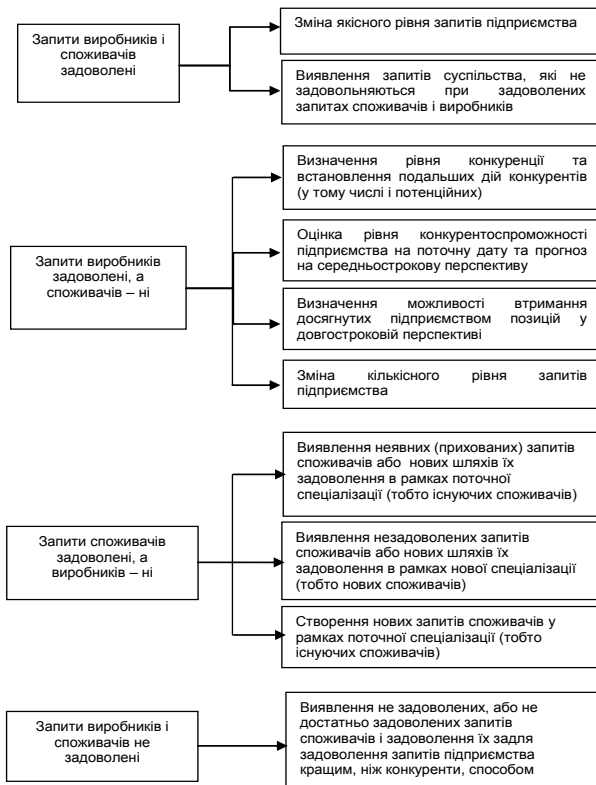 Запити виробників і
споживачів
задоволені
Зміна якісного рівня запитів підприємства
Виявлення запитів суспільства, які не
задовольняються при задоволених
запитах споживачів і виробників
Запити виробників
задоволені, а
споживачів – ні
Визначення рівня конкуренції та
встановлення подальших дій конкурентів
(у тому числі і потенційних)
Оцінка рівня конкурентоспроможності
підприємства на поточну дату та прогноз
на середньострокову перспективу
Визначення можливості втримання
досягнутих підприємством позицій у
довгостроковій перспективі
Зміна кількісного рівня запитів
підприємства
Запити споживачів
задоволені, а
виробників – ні
Виявлення неявних (прихованих) запитів
споживачів або нових шляхів їх
задоволення в рамках поточної
спеціалізації (тобто існуючих споживачів)
Виявлення незадоволених запитів
споживачів або нових шляхів їх
задоволення в рамках нової спеціалізації
(тобто нових споживачів)
Створення нових запитів споживачів у
рамках поточної спеціалізації (тобто
існуючих споживачів)
Запити виробників і
споживачів не
задоволені
Виявлення не задоволених, або не
достатньо задоволених запитів
споживачів і задоволення їх задля
задоволення запитів підприємства
кращим, ніж конкуренти, способом